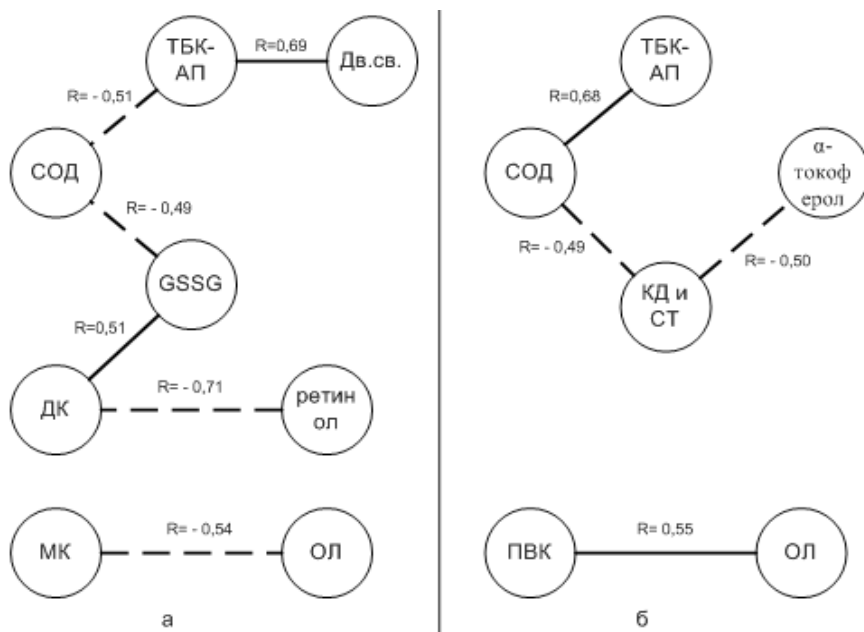 ТБК-
АП
R=0,69
Дв.св.
R= - 0,51
СОД
R= - 0,49
GSSG
R=0,51
ДК
R= - 0,71
ретин
ол
МК
R= - 0,54
ОЛ
а
ТБК-
АП
R=0,68
СОД
α-
токоф
ерол
R= - 0,49
R= - 0,50
КД и
СТ
ПВК
R= 0,55
ОЛ
б